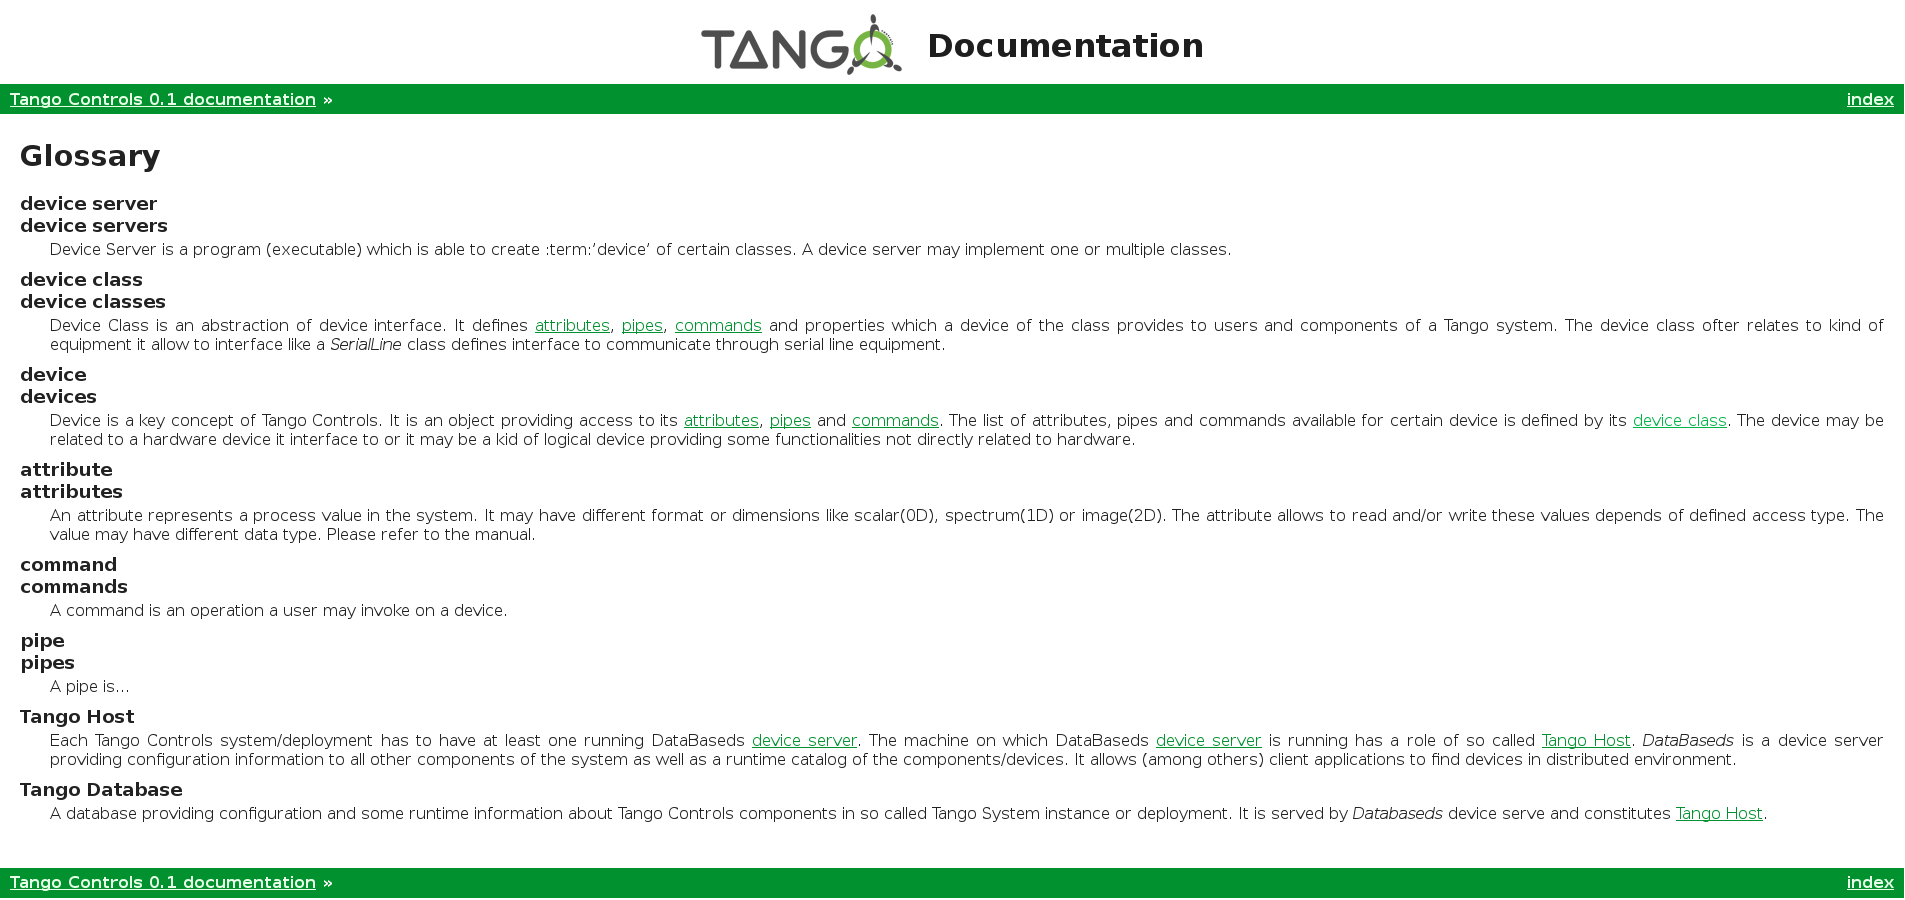 TANGO Documentation
Tango Controls 0.1 documentation » index
Glossary
device server
device servers
Device Server is a program (executable) which is able to create :term:’device’ of certain classes. A device server may implement one or multiple classes.
device class
device classes
Device Class is an abstraction of device interface. It defines attributes, pipes, commands and properties which a device of the class provides to users and components of a Tango system. The device class ofter relates to kind of
equipment it allow to interface like a SerialLine class defines interface to communicate through serial line equipment.
device
devices
Device is a key concept of Tango Controls. It is an object providing access to its attributes, pipes and commands. The list of attributes, pipes and commands available for certain device is defined by its device class. The device may be
related to a hardware device it interface to or it may be a kid of logical device providing some functionalities not directly related to hardware.
attribute
attributes
An attribute represents a process value in the system. It may have different format or dimensions like scalar(0D), spectrum(1D) or image(2D). The attribute allows to read and/or write these values depends of defined access type. The
value may have different data type. Please refer to the manual.
command
commands
A command is an operation a user may invoke on a device.
pipe
pipes
A pipe is...
Tango Host
Each Tango Controls system/deployment has to have at least one running DataBaseds device server. The machine on which DataBaseds device server is running has a role of so called Tango Host. DataBaseds is a device server
providing configuration information to all other components of the system as well as a runtime catalog of the components/devices. It allows (among others) client applications to find devices in distributed environment.
Tango Database
A database providing configuration and some runtime information about Tango Controls components in so called Tango System instance or deployment. It is served by Databaseds device serve and constitutes Tango Host.
Tango Controls 0.1 documentation » index